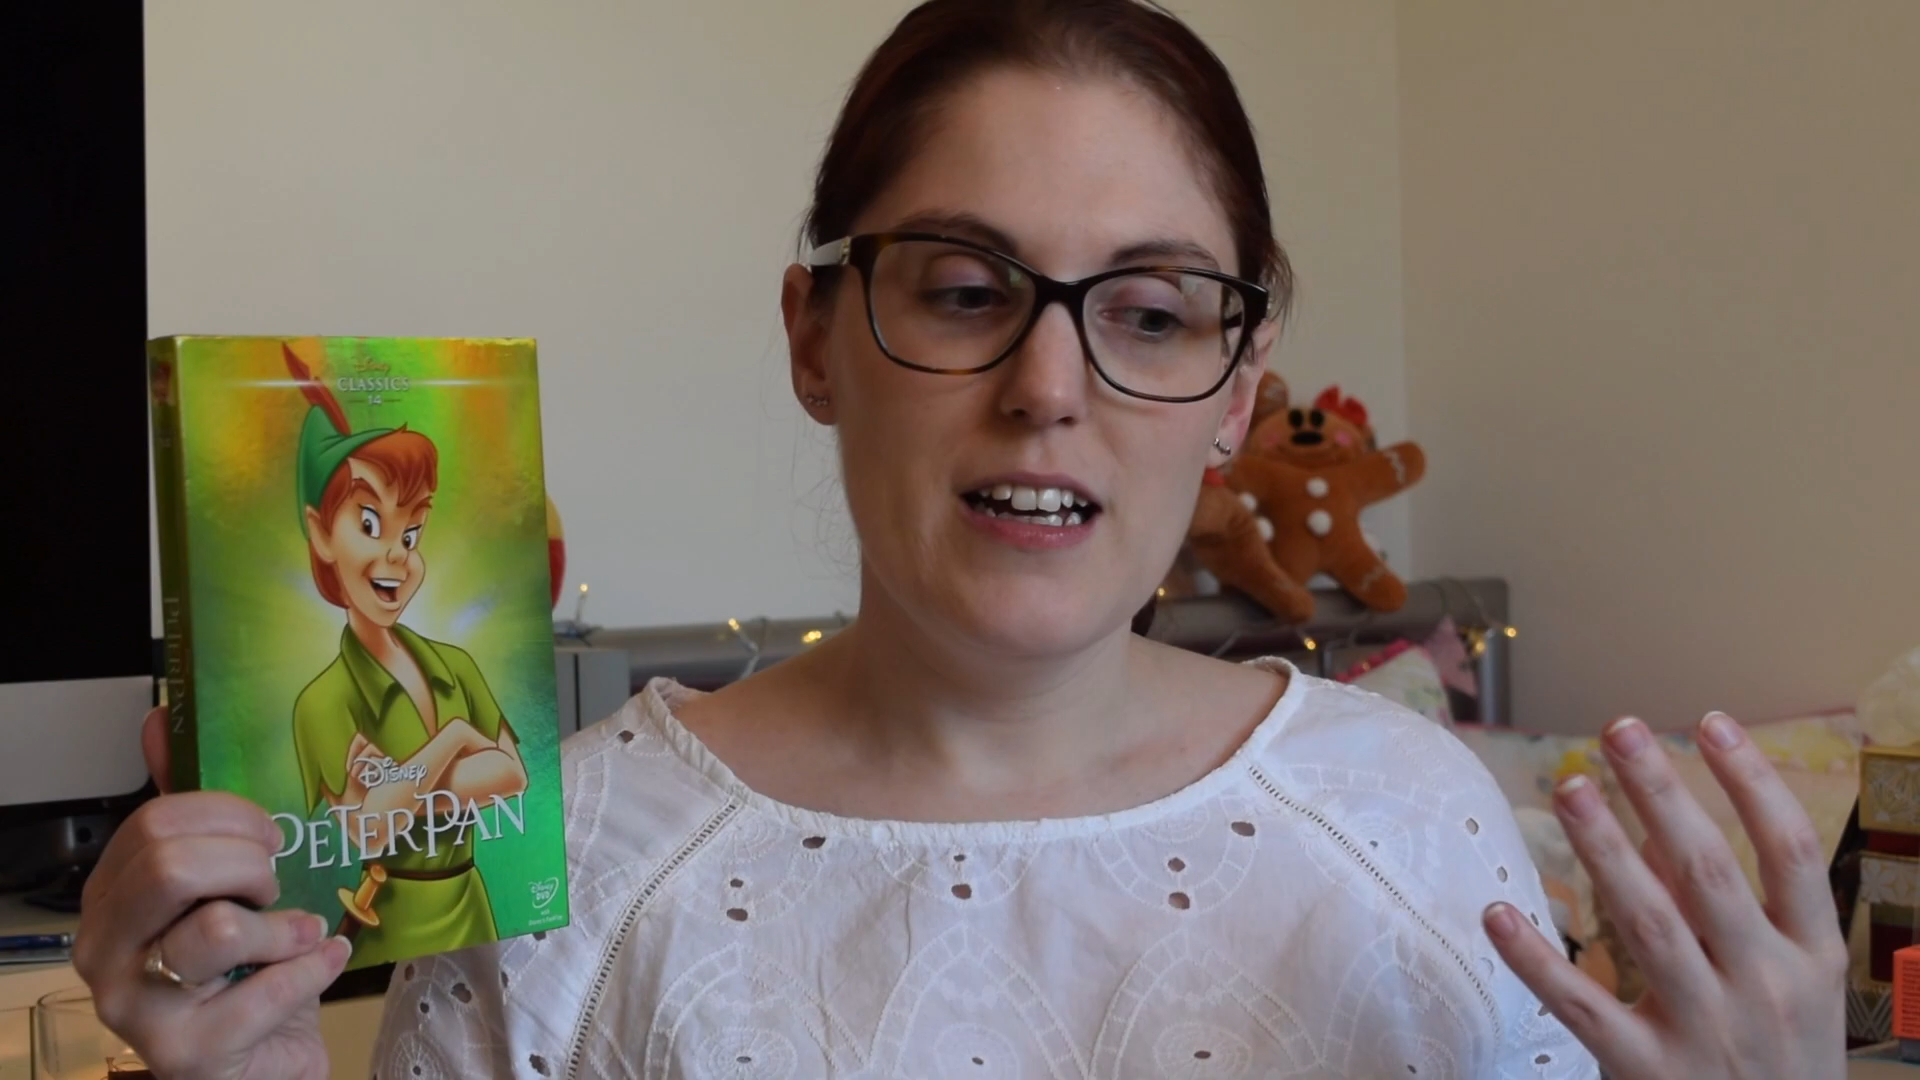 Disney
CLASSICS
14
PETER PAN
Disney
PETER PAN
Disney
DVD